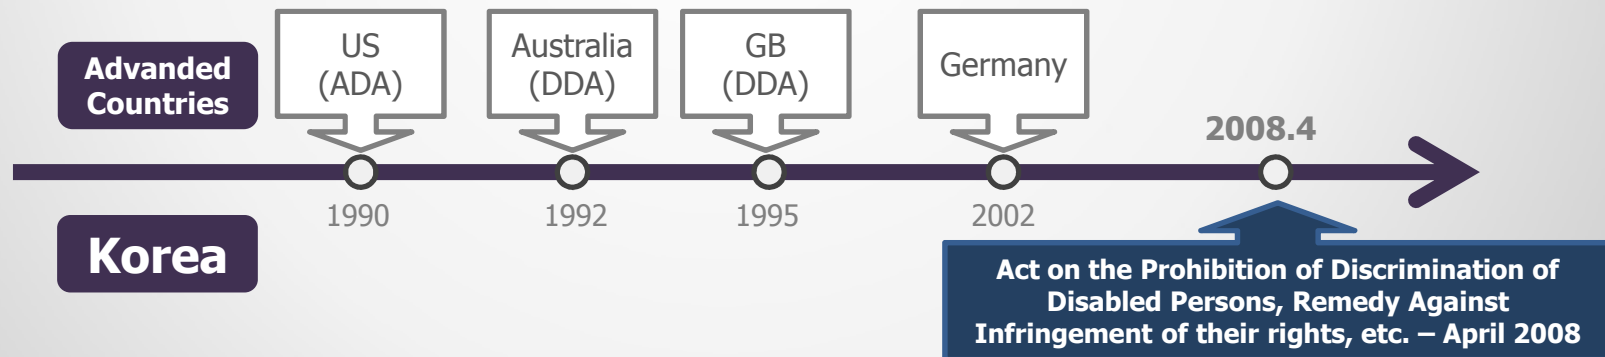 Advanded
Countries
US
(ADA)
Australia
(DDA)
GB
(DDA)
Germany
2008.4
1990
1992
1995
2002
Korea
Act on the Prohibition of Discrimination of
Disabled Persons, Remedy Against
Infringement of their rights, etc. – April 2008